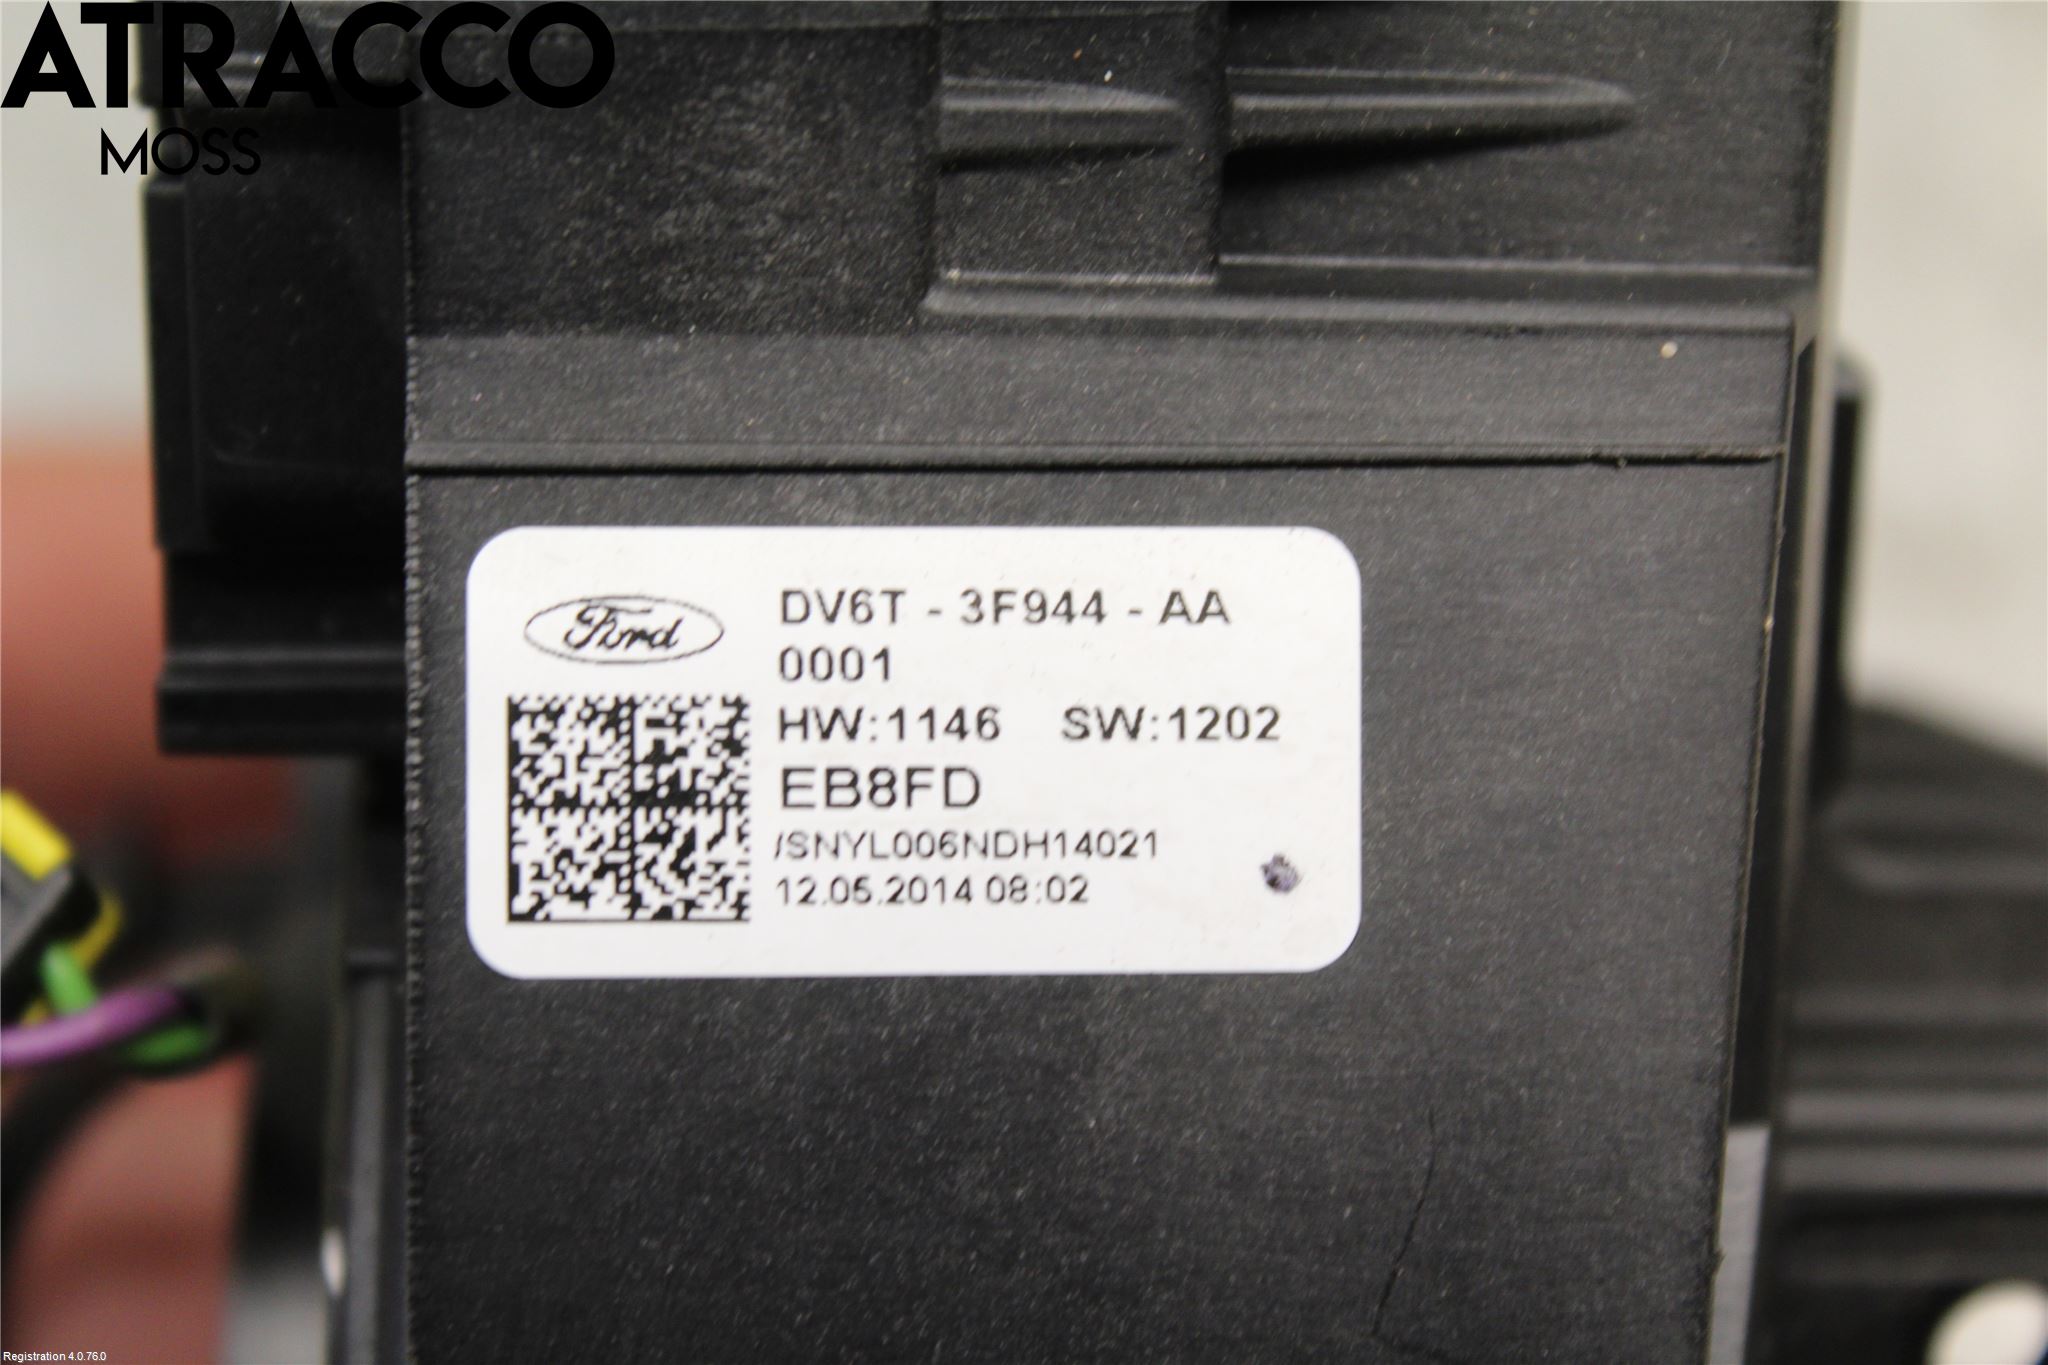 ATRACCO
MOSS
Ford
DV6T - 3F944 - AA
0001
HW:1146 SW:1202
EB8FD
/SNYL006NDH14021
12.05.2014 08:02
Registration 4.0.76.0